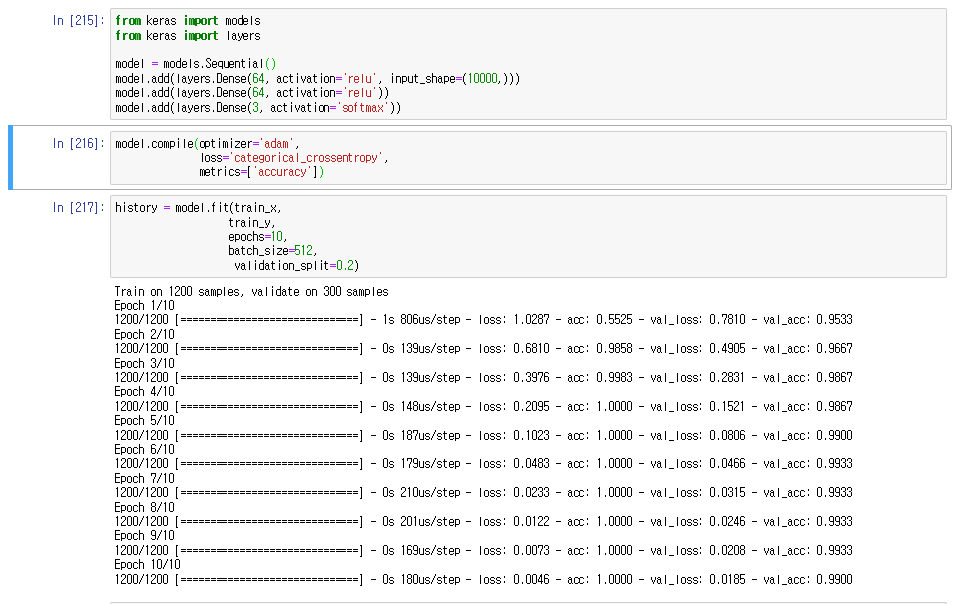 In [215]:
from keras import models
from keras import layers

model = models.Sequential()
model.add(layers.Dense(64, activation='relu', input_shape=(10000,)))
model.add(layers.Dense(64, activation='relu'))
model.add(layers.Dense(3, activation='softmax'))
In [216]:
model.compile(optimizer='adam',
              loss='categorical_crossentropy',
              metrics=['accuracy'])
In [217]:
history = model.fit(train_x,
                    train_y,
                    epochs=10,
                    batch_size=512,
                     validation_split=0.2)
Train on 1200 samples, validate on 300 samples
Epoch 1/10
1200/1200 [==============================] - 1s 806us/step - loss: 1.0287 - acc: 0.5525 - val_loss: 0.7810 - val_acc: 0.9533
Epoch 2/10
1200/1200 [==============================] - 0s 139us/step - loss: 0.6810 - acc: 0.9858 - val_loss: 0.4905 - val_acc: 0.9667
Epoch 3/10
1200/1200 [==============================] - 0s 139us/step - loss: 0.3976 - acc: 0.9983 - val_loss: 0.2831 - val_acc: 0.9867
Epoch 4/10
1200/1200 [==============================] - 0s 148us/step - loss: 0.2095 - acc: 1.0000 - val_loss: 0.1521 - val_acc: 0.9867
Epoch 5/10
1200/1200 [==============================] - 0s 187us/step - loss: 0.1023 - acc: 1.0000 - val_loss: 0.0806 - val_acc: 0.9900
Epoch 6/10
1200/1200 [==============================] - 0s 179us/step - loss: 0.0483 - acc: 1.0000 - val_loss: 0.0466 - val_acc: 0.9933
Epoch 7/10
1200/1200 [==============================] - 0s 210us/step - loss: 0.0233 - acc: 1.0000 - val_loss: 0.0315 - val_acc: 0.9933
Epoch 8/10
1200/1200 [==============================] - 0s 201us/step - loss: 0.0122 - acc: 1.0000 - val_loss: 0.0246 - val_acc: 0.9933
Epoch 9/10
1200/1200 [==============================] - 0s 169us/step - loss: 0.0073 - acc: 1.0000 - val_loss: 0.0208 - val_acc: 0.9933
Epoch 10/10
1200/1200 [==============================] - 0s 180us/step - loss: 0.0046 - acc: 1.0000 - val_loss: 0.0185 - val_acc: 0.9900